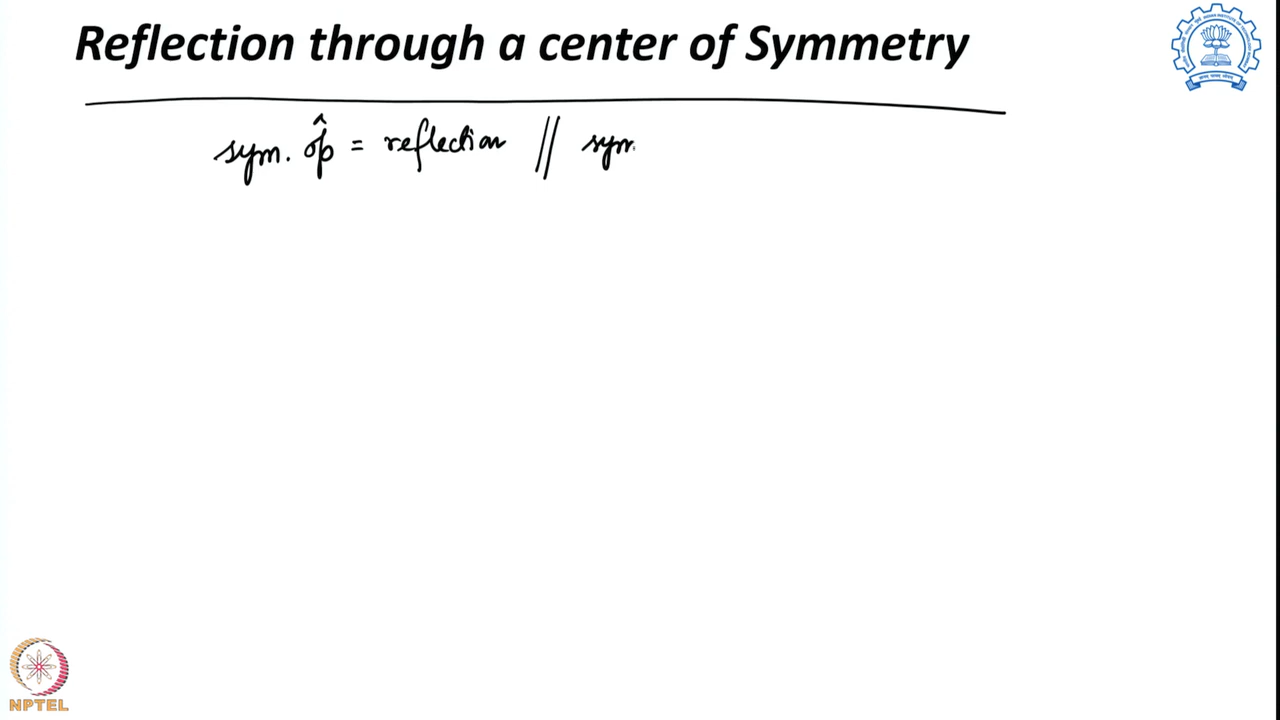 Reflection through a center of Symmetry
sym. ôp = reflection // sym.
NPTEL